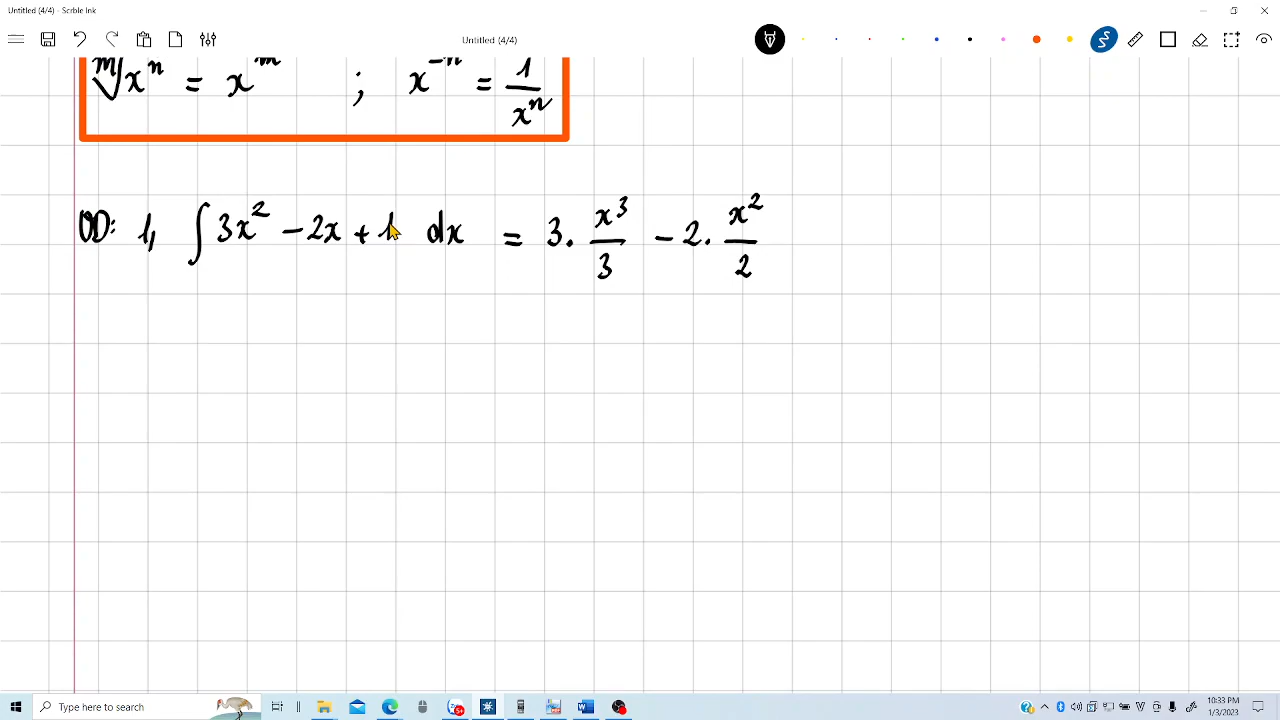 Untitled (4/4) - Scrble Ink
Untitled (4/4)
ᵐ√xⁿ = x^m ; x⁻ⁿ = 1/xⁿ
VD: 1, ∫ 3x² - 2x + 1 dx = 3. x³/3 - 2. x²/2
Type here to search
10:33 PM
1/3/2023